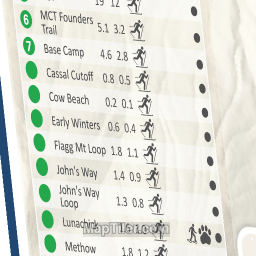 19 12
6 MCT Founders
Trail 5.1 3.2
7 Base Camp 4.6 2.8
Cassal Cutoff 0.8 0.5
Cow Beach 0.2 0.1
Early Winters 0.6 0.4
Flagg Mt Loop 1.8 1.1
John's Way 1.4 0.9
John's Way
Loop 1.3 0.8
Lunachick
Methow 1.8 1.2